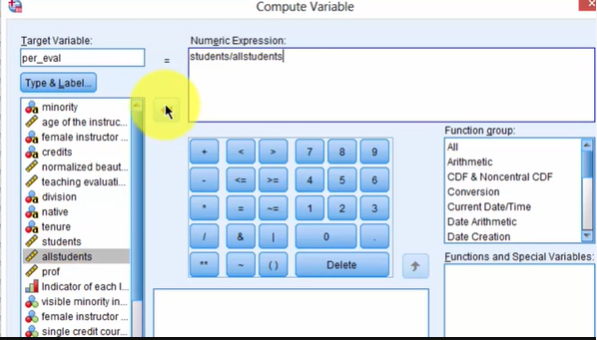 Compute Variable
Target Variable:
per_eval
=
Numeric Expression:
students/allstudents
Type & Label...
minority
age of the instruc...
female instructor ...
credits
normalized beaut...
teaching evaluati...
division
native
tenure
students
allstudents
prof
Indicator of each I...
visible minority in...
female instructor ...
single credit cour...
+ < > 7 8 9
- <= >= 4 5 6
* = ~= 1 2 3
/ & | 0 .
** ~ ( ) Delete
Function group:
All
Arithmetic
CDF & Noncentral CDF
Conversion
Current Date/Time
Date Arithmetic
Date Creation
Functions and Special Variables: